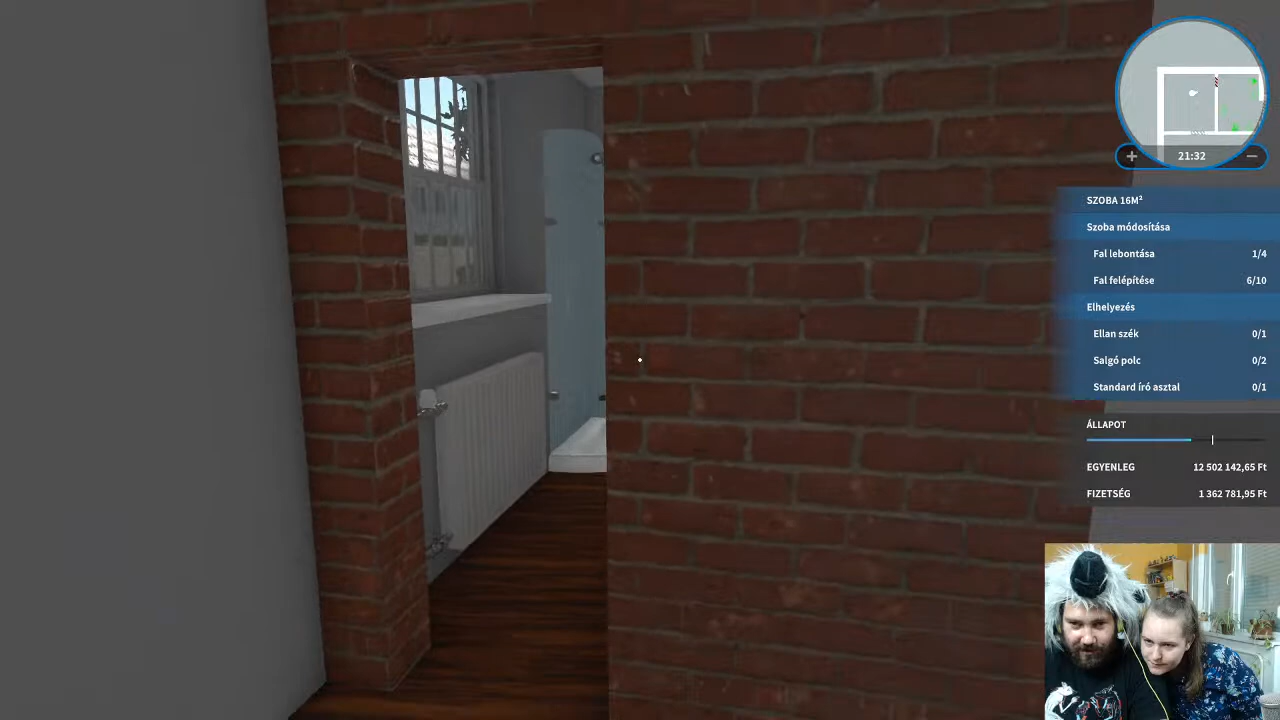 21:32
SZOBA 16M²
Szoba módosítása
Fal lebontása 1/4
Fal felépítése 6/10
Elhelyezés
Ellan szék 0/1
Salgó polc 0/2
Standard író asztal 0/1
ÁLLAPOT
EGYENLEG 12 502 142,65 Ft
FIZETSÉG 1 362 781,95 Ft